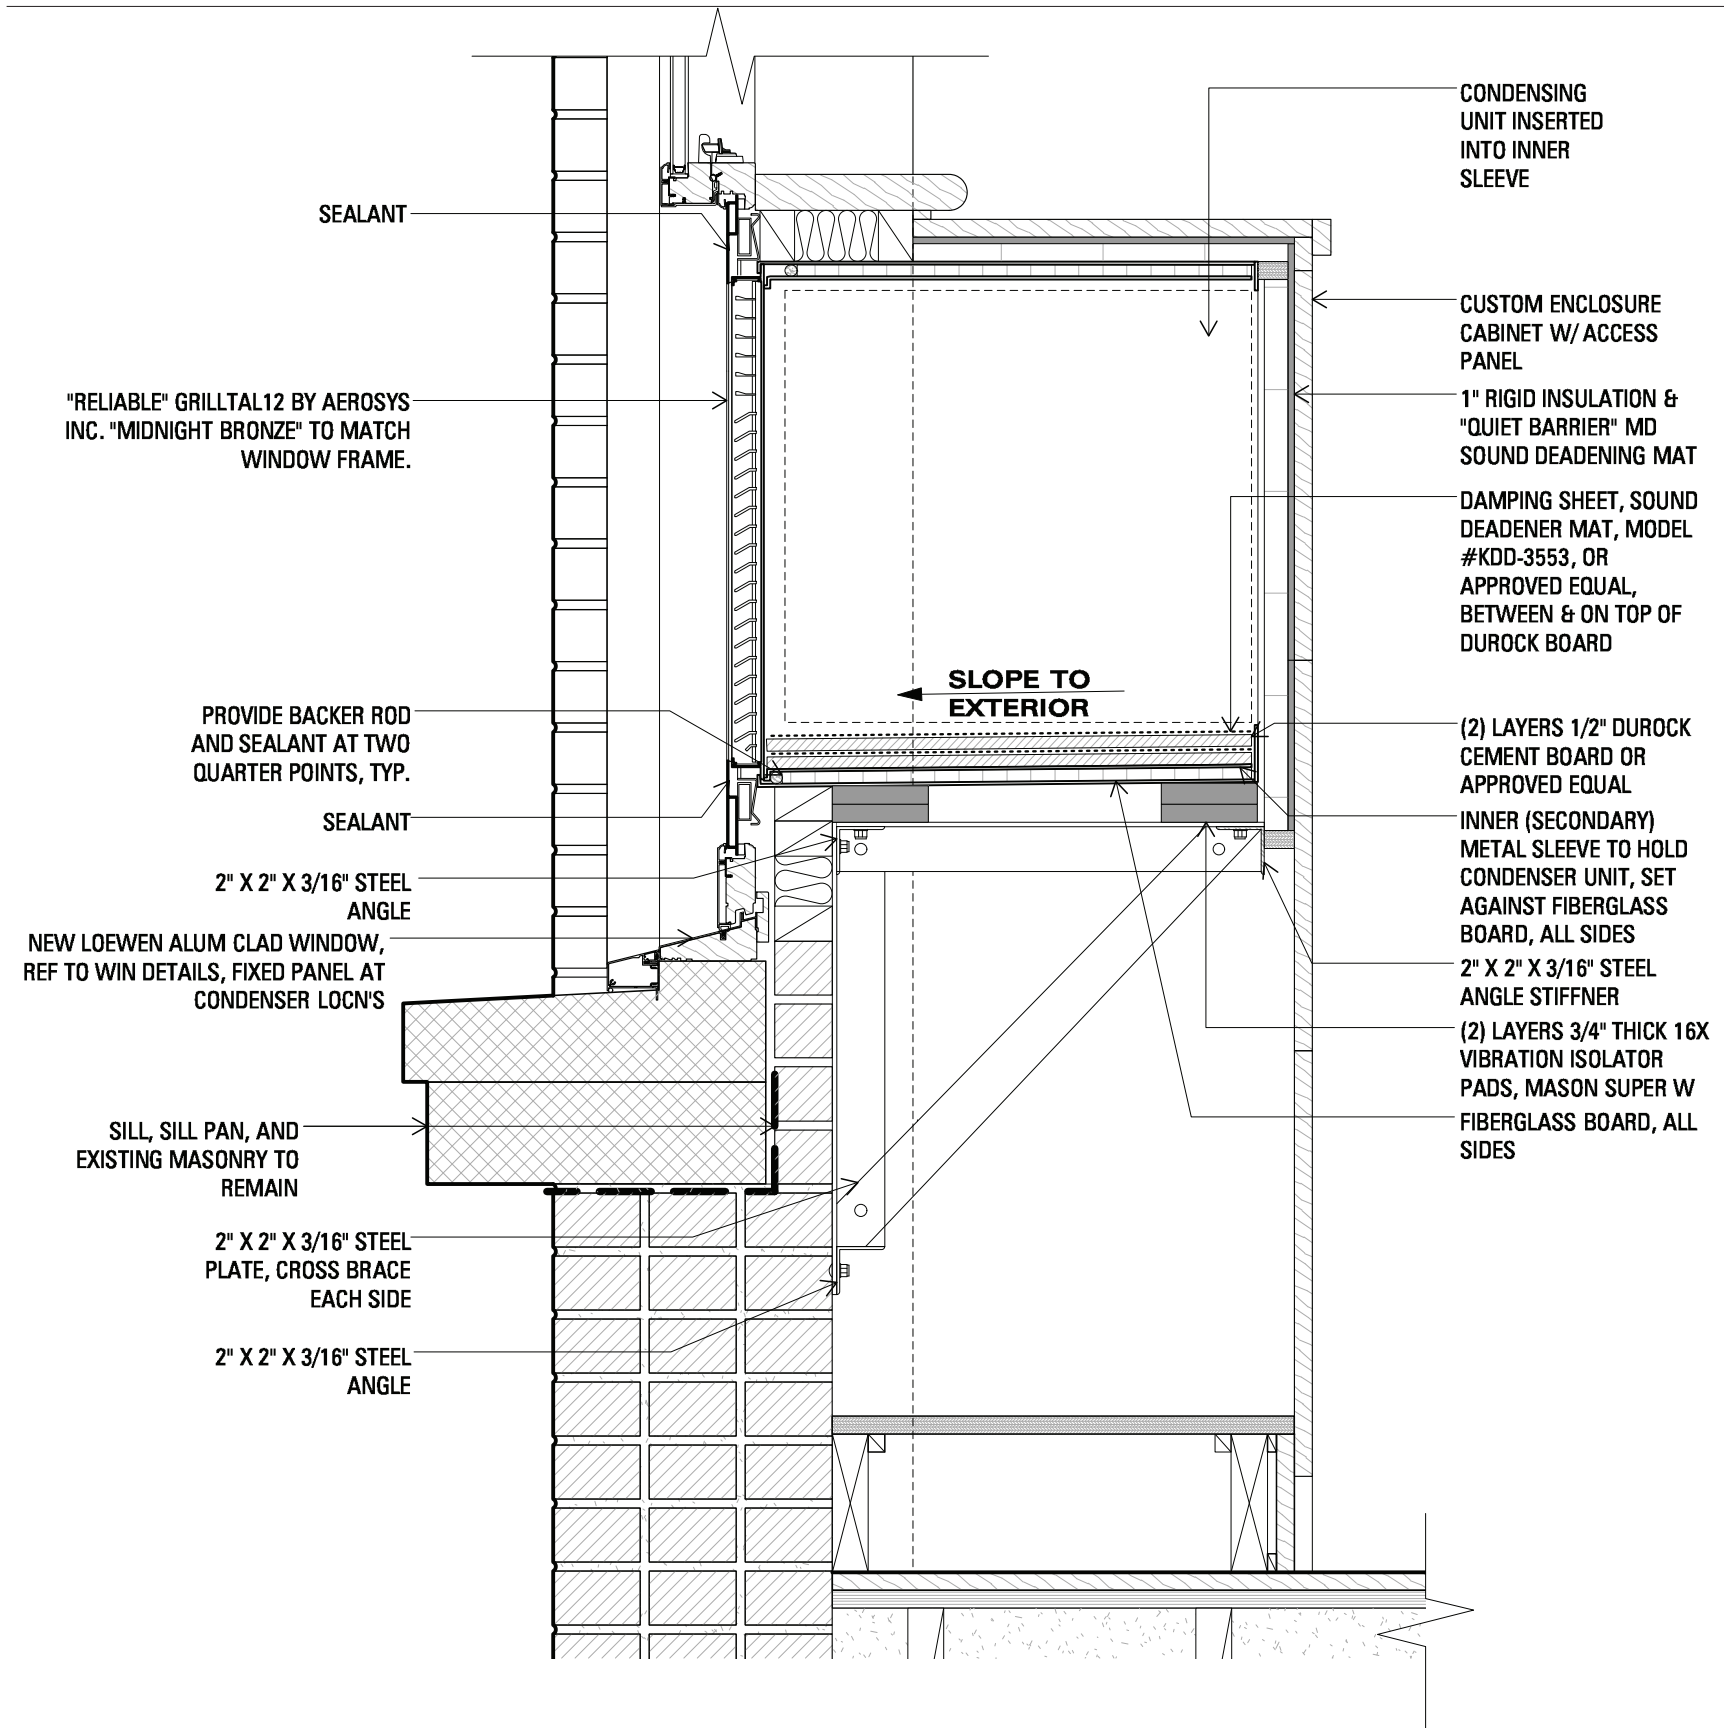 SEALANT
"RELIABLE" GRILLTAL12 BY AEROSYS
INC. "MIDNIGHT BRONZE" TO MATCH
WINDOW FRAME.
PROVIDE BACKER ROD
AND SEALANT AT TWO
QUARTER POINTS, TYP.
SEALANT
2" X 2" X 3/16" STEEL
ANGLE
NEW LOEWEN ALUM CLAD WINDOW,
REF TO WIN DETAILS, FIXED PANEL AT
CONDENSER LOCN'S
SILL, SILL PAN, AND
EXISTING MASONRY TO
REMAIN
2" X 2" X 3/16" STEEL
PLATE, CROSS BRACE
EACH SIDE
2" X 2" X 3/16" STEEL
ANGLE
SLOPE TO
EXTERIOR
CONDENSING
UNIT INSERTED
INTO INNER
SLEEVE
CUSTOM ENCLOSURE
CABINET W/ ACCESS
PANEL
1" RIGID INSULATION &
"QUIET BARRIER" MD
SOUND DEADENING MAT
DAMPING SHEET, SOUND
DEADENER MAT, MODEL
#KDD-3553, OR
APPROVED EQUAL,
BETWEEN & ON TOP OF
DUROCK BOARD
(2) LAYERS 1/2" DUROCK
CEMENT BOARD OR
APPROVED EQUAL
INNER (SECONDARY)
METAL SLEEVE TO HOLD
CONDENSER UNIT, SET
AGAINST FIBERGLASS
BOARD, ALL SIDES
2" X 2" X 3/16" STEEL
ANGLE STIFFNER
(2) LAYERS 3/4" THICK 16X
VIBRATION ISOLATOR
PADS, MASON SUPER W
FIBERGLASS BOARD, ALL
SIDES